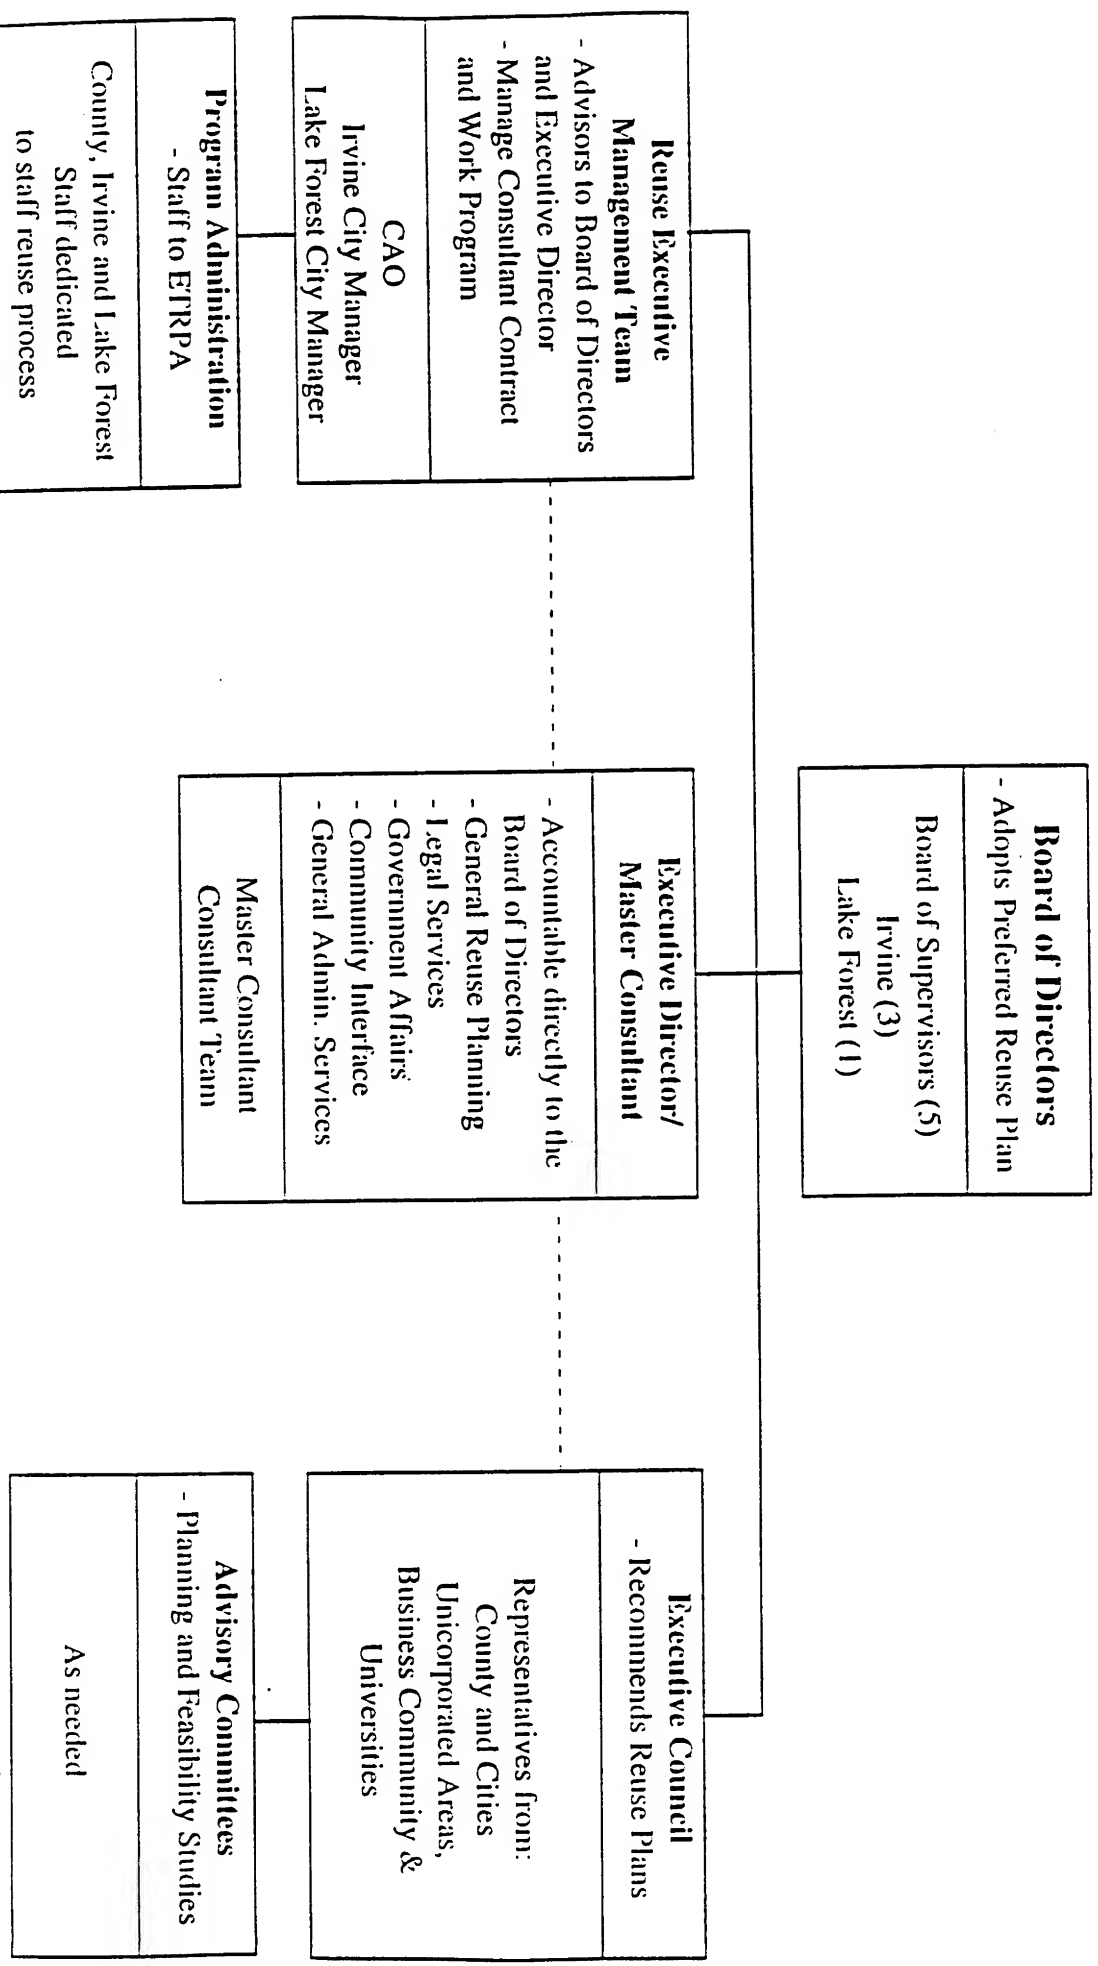 Board of Directors
- Adopts Preferred Reuse Plan
Board of Supervisors (5)
Irvine (3)
Lake Forest (1)
Reuse Executive
Management Team
- Advisors to Board of Directors
and Executive Director
- Manage Consultant Contract
and Work Program
CAO
Irvine City Manager
Lake Forest City Manager
Program Administration
- Staff to ETRPA
County, Irvine and Lake Forest
Staff dedicated
to staff reuse process
Executive Director/
Master Consultant
- Accountable directly to the
Board of Directors
- General Reuse Planning
- Legal Services
- Government Affairs
- Community Interface
- General Admin. Services
Master Consultant
Consultant Team
Executive Council
- Recommends Reuse Plans
Representatives from:
County and Cities
Unicorporated Areas,
Business Community &
Universities
Advisory Committees
- Planning and Feasibility Studies
As needed